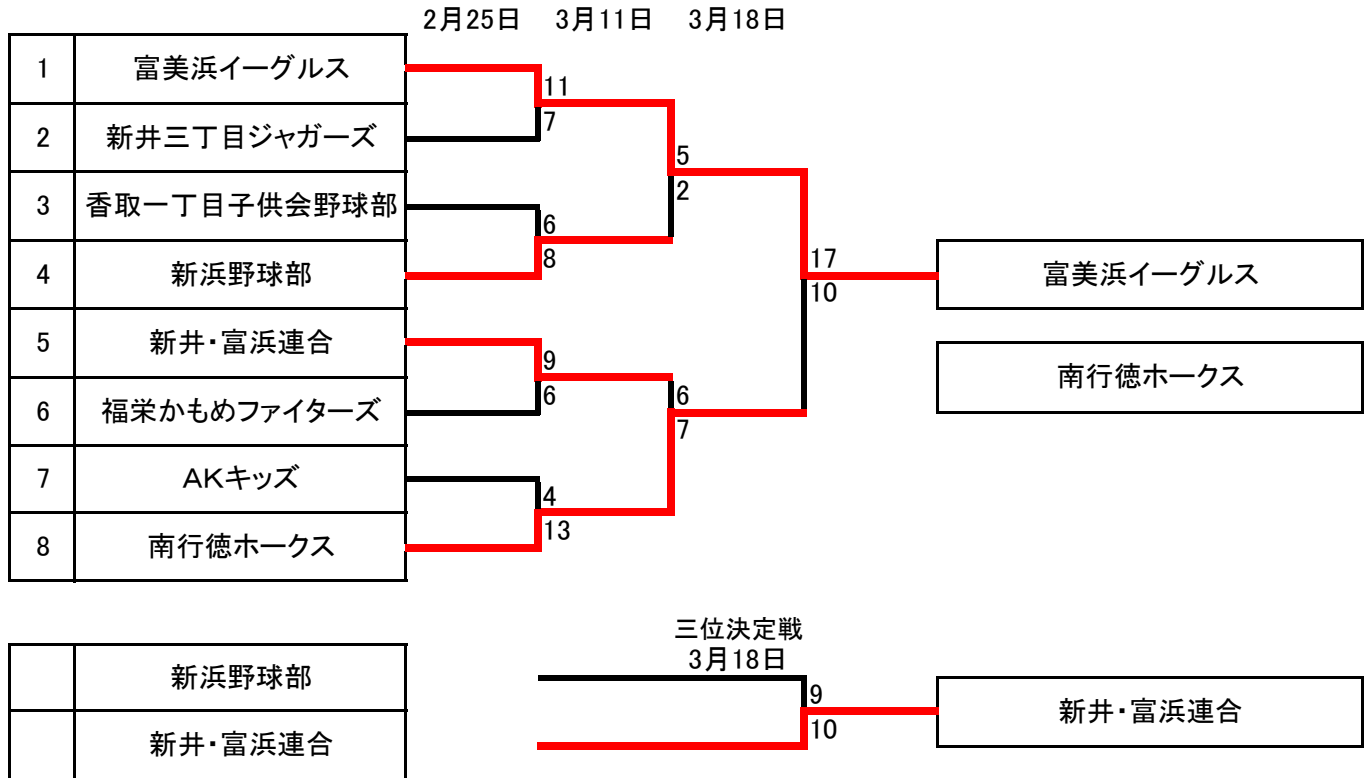 2月25日 3月11日 3月18日
1 富美浜イーグルス
11
7
2 新井三丁目ジャガーズ
5
2
3 香取一丁目子供会野球部
6
8
4 新浜野球部
17
10
富美浜イーグルス
5 新井・富浜連合
9
6
南行徳ホークス
6 福栄かもめファイターズ
6
7
7 AKキッズ
4
13
8 南行徳ホークス
三位決定戦
3月18日
新浜野球部
9
10
新井・富浜連合
新井・富浜連合